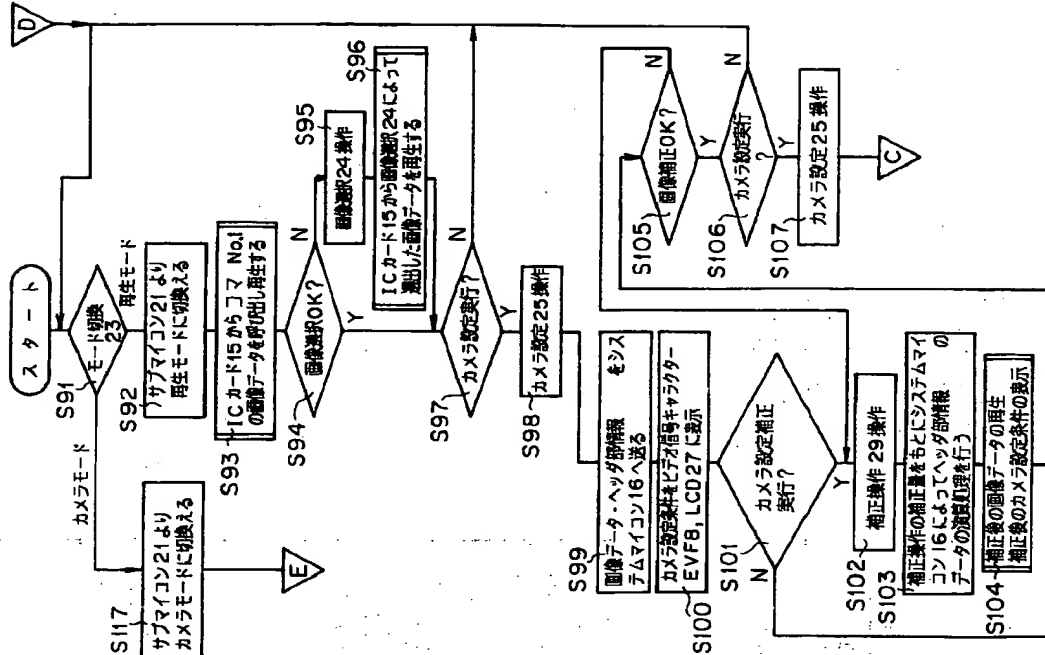 スタート
D
S91
モード切換
23
カメラモード
再生モード
S117
サブマイコン21より
カメラモードに切換える
E
S92
サブマイコン21より
再生モードに切換える
S93
ICカード15からコマ No.1
の画像データを呼び出し再生する
S94
画像選択OK?
N
Y
S95
画像選択24操作
S96
ICカード15から画像選択24によって
選出した画像データを再生する
S97
カメラ設定実行?
N
Y
S98
カメラ設定25操作
S99
画像データ・ヘッダ部情報 をシス
テムマイコン16へ送る
S100
カメラ設定条件をビデオ信号キャラクター
EVF8, LCD27に表示
S101
カメラ設定補正
実行?
N
Y
S102
補正操作29操作
S103
補正操作の補正量をもとにシステムマイ
コン16によってヘッダ部情報 の
データの演算処理を行う
S104
補正後の画像データの再生
補正後のカメラ設定条件の表示
S105
画像補正OK?
N
Y
S106
カメラ設定実行
?
N
Y
S107
カメラ設定25操作
C